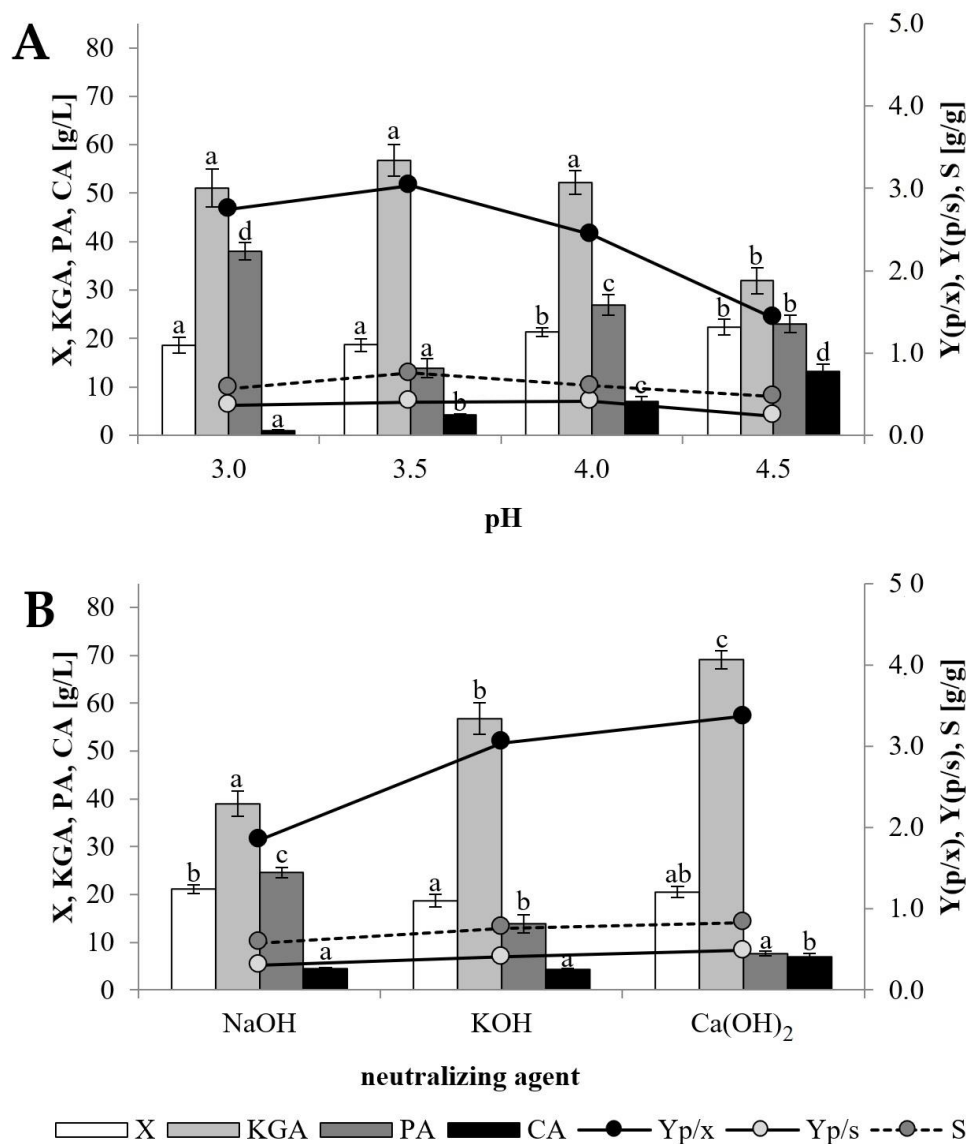 A
X, KGA, PA, CA [g/L]
80
70
60
50
40
30
20
10
0
a
a
d
a
a
a
a
b
b
a
c
c
b
b
b
d
3.0
3.5
4.0
4.5
pH
5.0
4.0
3.0
2.0
1.0
0.0
Y(p/x), Y(p/s), S [g/g]
B
X, KGA, PA, CA [g/L]
80
70
60
50
40
30
20
10
0
b
a
c
a
a
b
b
a
ab
c
a
b
NaOH
KOH
Ca(OH)₂
neutralizing agent
5 0
4.0
3.0
2.0
1.0
0.0
Y(p/x), Y(p/s), S [g/g]
X KGA PA CA Yp/x Yp/s S